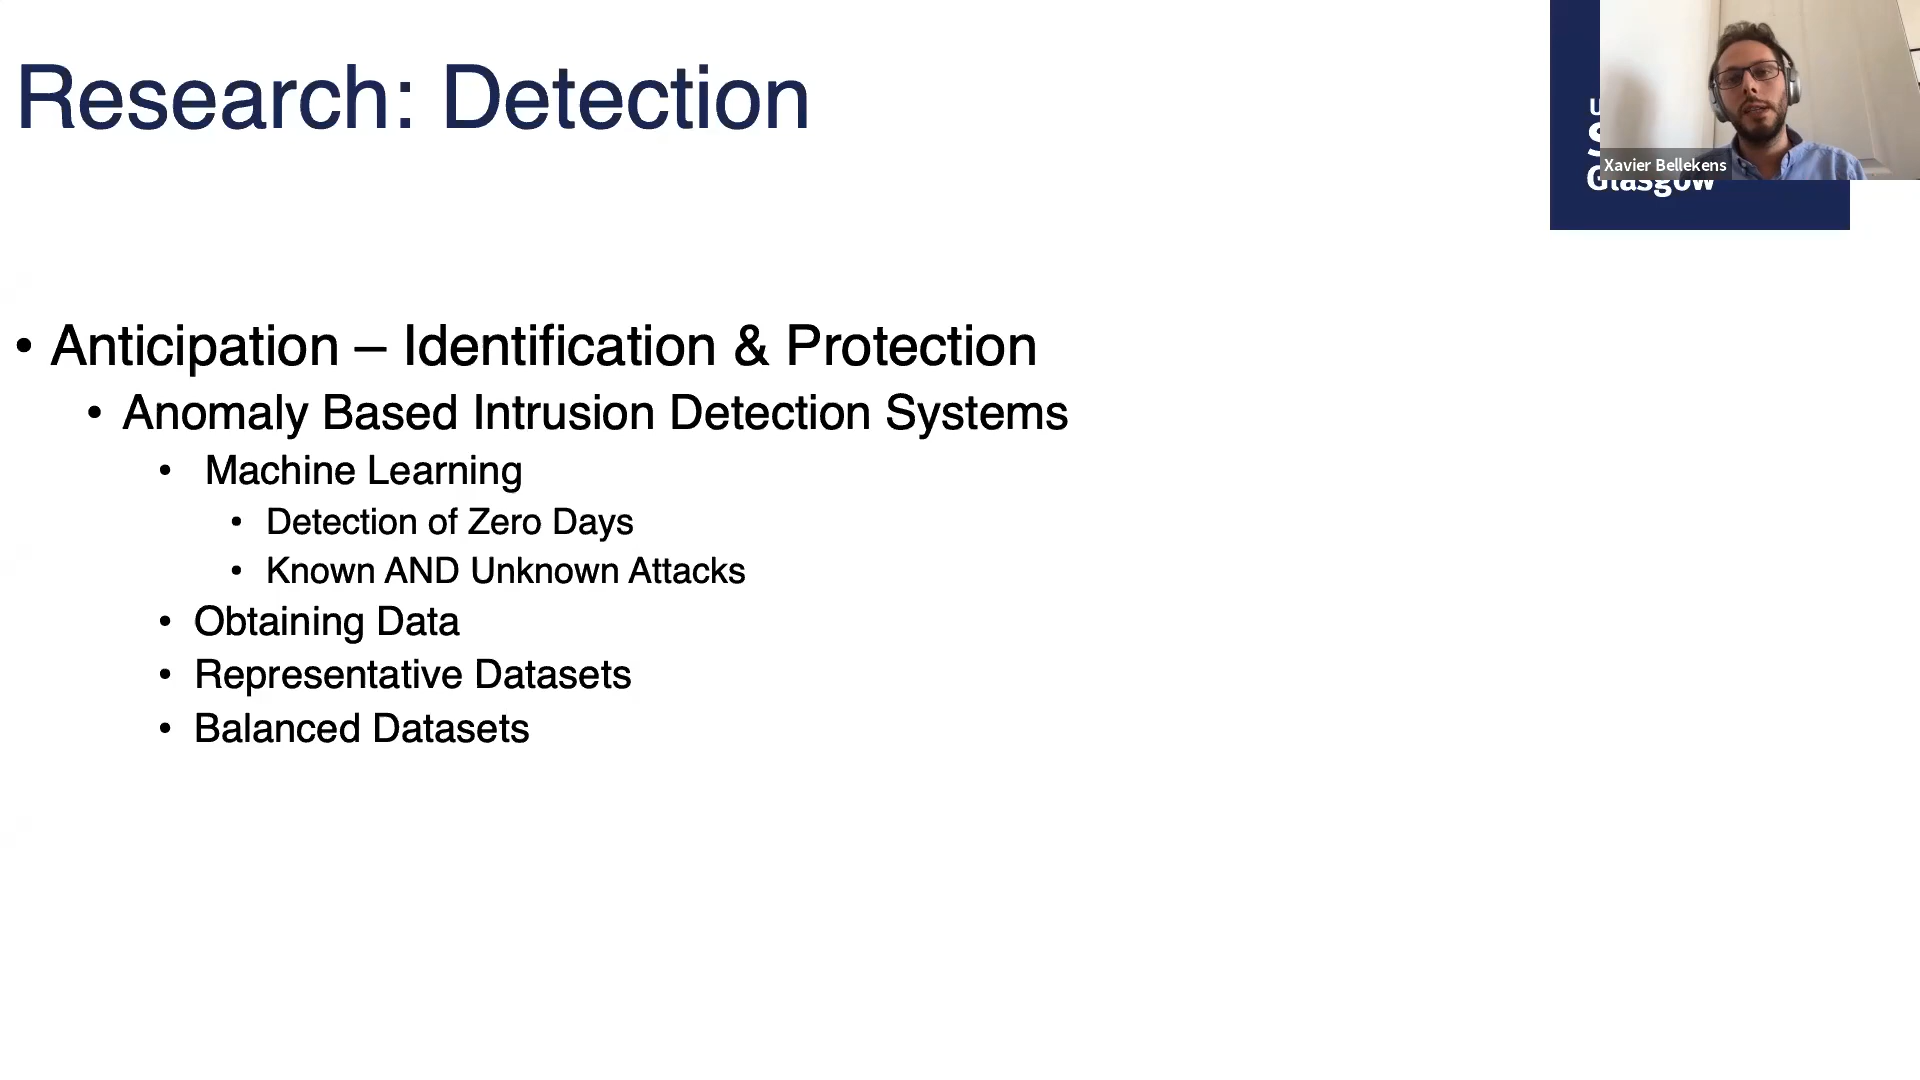 Research: Detection
Xavier Bellekens
Glasgow
• Anticipation – Identification & Protection
• Anomaly Based Intrusion Detection Systems
• Machine Learning
• Detection of Zero Days
• Known AND Unknown Attacks
• Obtaining Data
• Representative Datasets
• Balanced Datasets